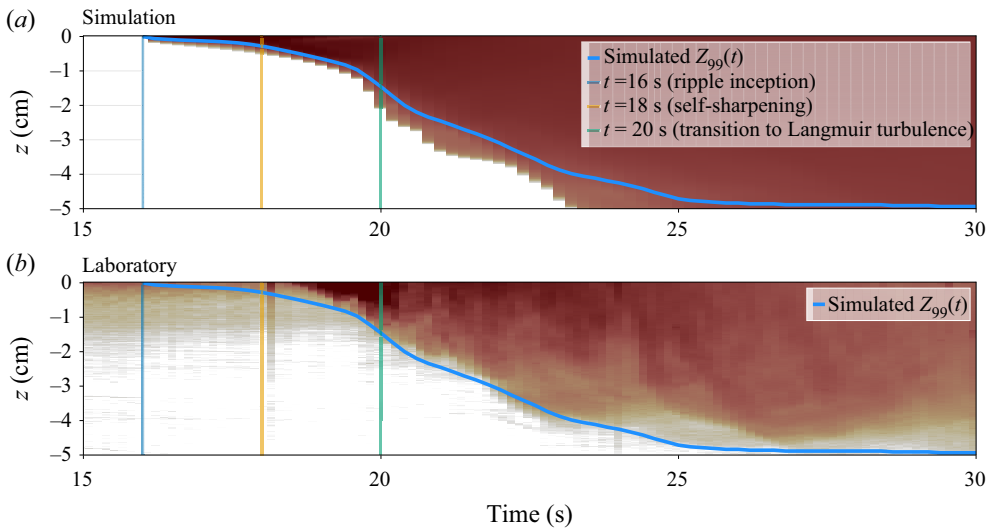 (a) Simulation
0
–1
–2
–3
–4
–5
z (cm)
Simulated Z99(t)
t =16 s (ripple inception)
t =18 s (self-sharpening)
t = 20 s (transition to Langmuir turbulence)
15 20 25 30
(b) Laboratory
0
–1
–2
–3
–4
–5
z (cm)
Simulated Z99(t)
15 20 25 30
Time (s)